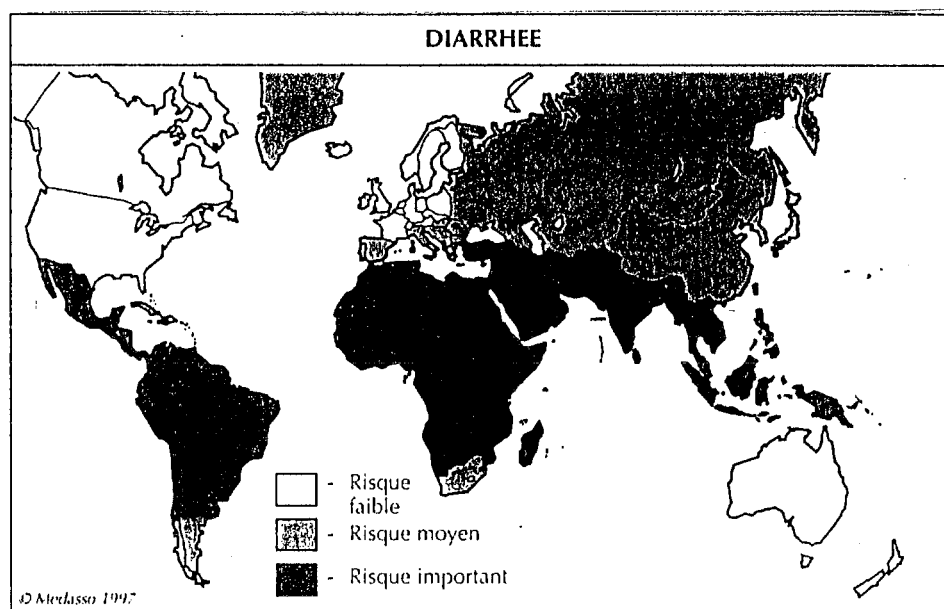 DIARRHEE
- Risque
faible
- Risque moyen
- Risque important
© Medasso 1997